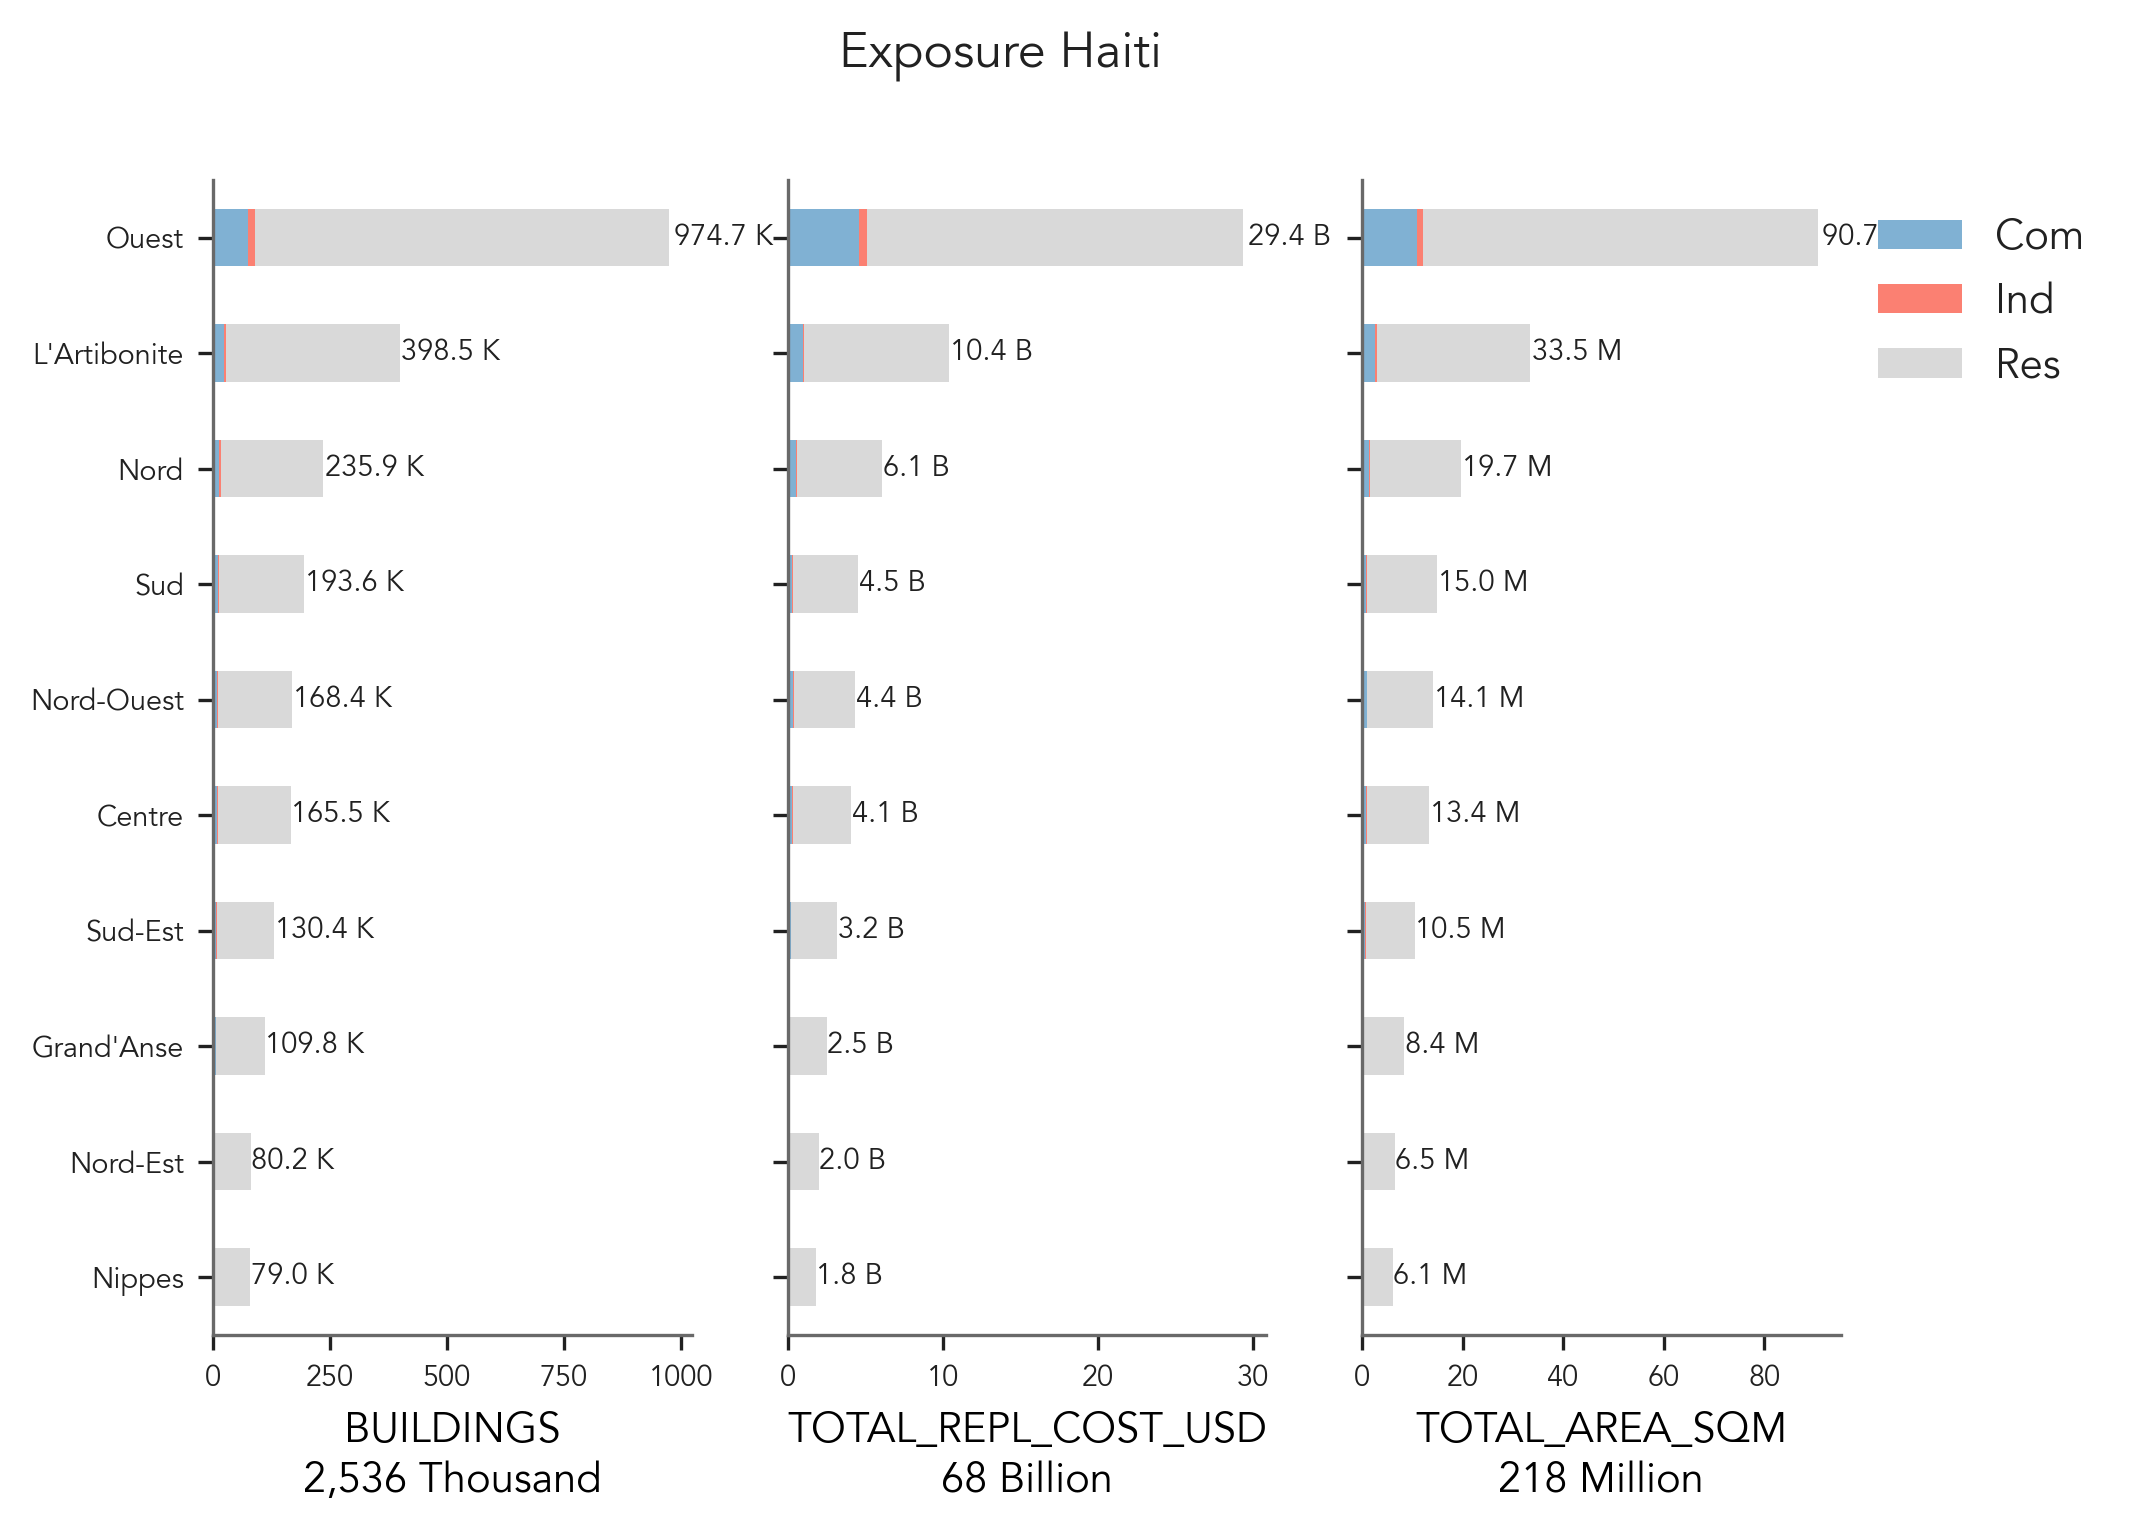 Exposure Haiti
Ouest
974.7 K
29.4 B
90.7
Com
Ind
Res
L'Artibonite
398.5 K
10.4 B
33.5 M
Nord
235.9 K
6.1 B
19.7 M
Sud
193.6 K
4.5 B
15.0 M
Nord-Ouest
168.4 K
4.4 B
14.1 M
Centre
165.5 K
4.1 B
13.4 M
Sud-Est
130.4 K
3.2 B
10.5 M
Grand'Anse
109.8 K
2.5 B
8.4 M
Nord-Est
80.2 K
2.0 B
6.5 M
Nippes
79.0 K
1.8 B
6.1 M
0 250 500 750 1000
0 10 20 30
0 20 40 60 80
BUILDINGS
2,536 Thousand
TOTAL_REPL_COST_USD
68 Billion
TOTAL_AREA_SQM
218 Million